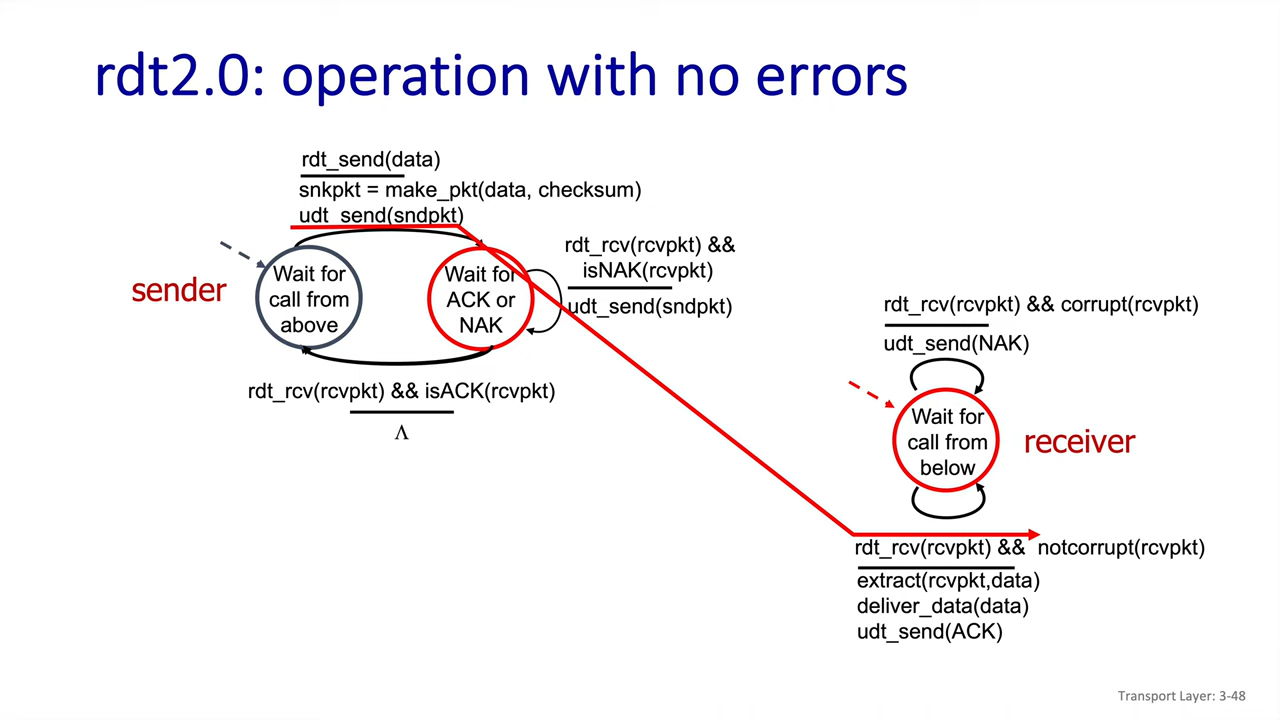 rdt2.0: operation with no errors
rdt_send(data)
snkpkt = make_pkt(data, checksum)
udt_send(sndpkt)
sender
Wait for
call from
above
Wait for
ACK or
NAK
rdt_rcv(rcvpkt) &&
isNAK(rcvpkt)
udt_send(sndpkt)
rdt_rcv(rcvpkt) && isACK(rcvpkt)
Λ
rdt_rcv(rcvpkt) && corrupt(rcvpkt)
udt_send(NAK)
Wait for
call from
below
receiver
rdt_rcv(rcvpkt) && notcorrupt(rcvpkt)
extract(rcvpkt,data)
deliver_data(data)
udt_send(ACK)
Transport Layer: 3-48